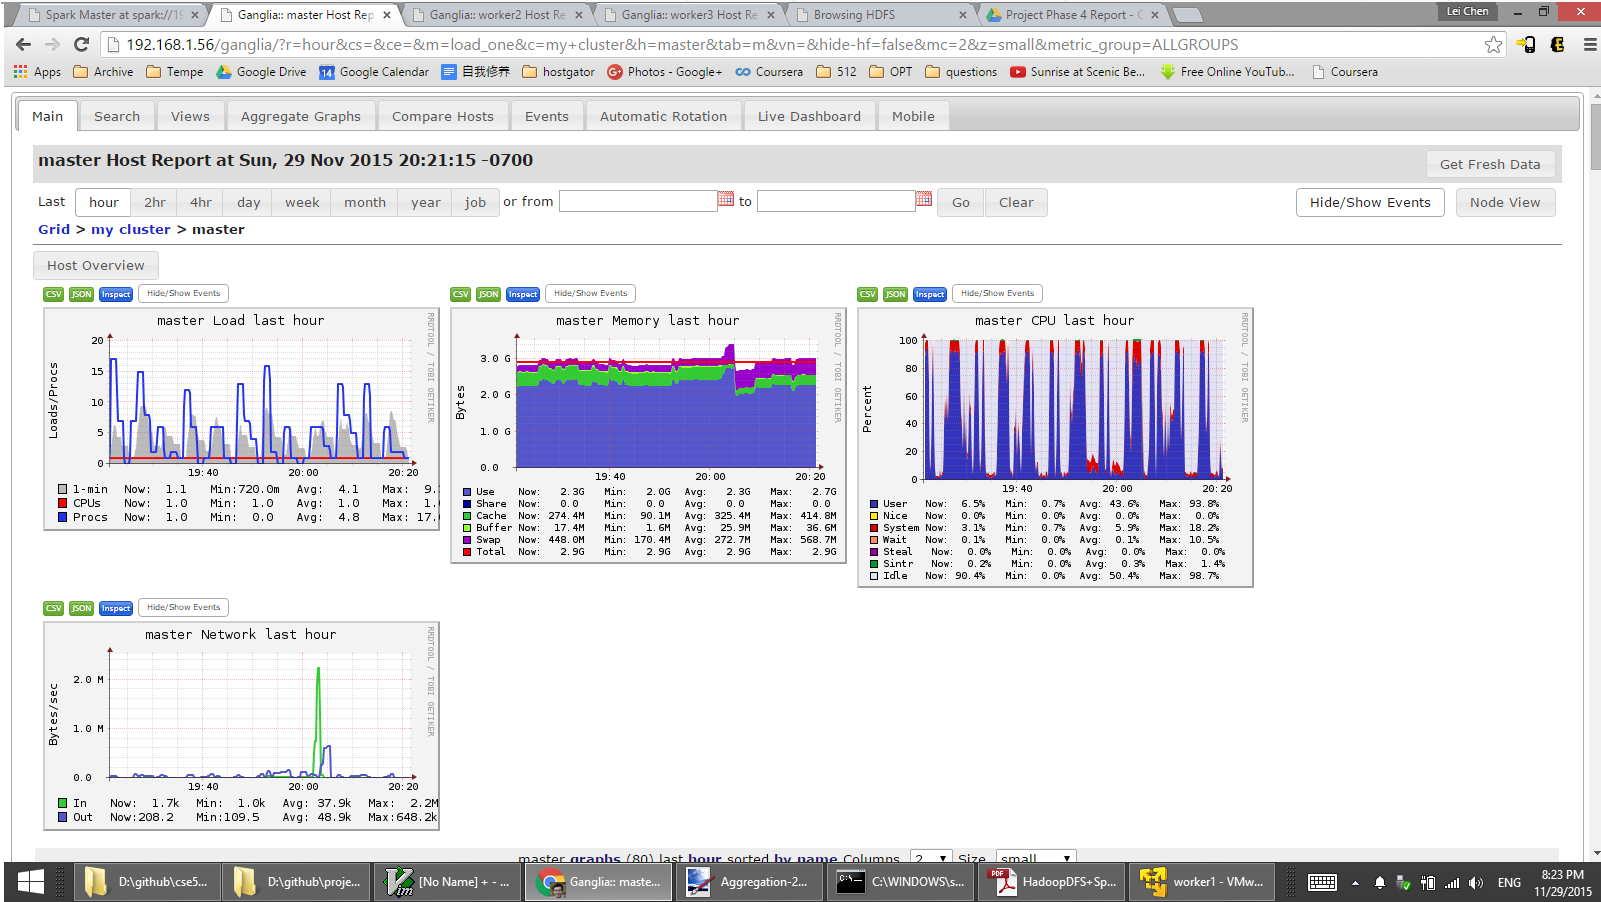 Spark Master at spark://19
Ganglia:: master Host Rep
Ganglia:: worker2 Host Re
Ganglia:: worker3 Host Re
Browsing HDFS
Project Phase 4 Report - G
Lei Chen
192.168.1.56/ganglia/?r=hour&cs=&ce=&m=load_one&c=my+cluster&h=master&tab=m&vn=&hide-hf=false&mc=2&z=small&metric_group=ALLGROUPS
Apps Archive Tempe Google Drive 14 Google Calendar 自我修养 hostgator Photos - Google+ Coursera 512 OPT questions Sunrise at Scenic Be... Free Online YouTub... Coursera
Main Search Views Aggregate Graphs Compare Hosts Events Automatic Rotation Live Dashboard Mobile
master Host Report at Sun, 29 Nov 2015 20:21:15 -0700
Get Fresh Data
Last hour 2hr 4hr day week month year job or from to Go Clear
Hide/Show Events Node View
Grid > my cluster > master
Host Overview
CSV JSON Inspect Hide/Show Events
master Load last hour
RRDTOOL / TOBI OETIKER
Loads/Procs
20
15
10
5
0
19:40 20:00 20:20
1-min Now: 1.1 Min:720.0m Avg: 4.1 Max: 9.
CPUs Now: 1.0 Min: 1.0 Avg: 1.0 Max: 1.
Procs Now: 1.0 Min: 0.0 Avg: 4.8 Max: 17.
CSV JSON Inspect Hide/Show Events
master Memory last hour
RRDTOOL / TOBI OETIKER
Bytes
3.0 G
2.0 G
1.0 G
0.0
19:40 20:00 20:20
Use Now: 2.3G Min: 2.0G Avg: 2.3G Max: 2.7G
Share Now: 0.0 Min: 0.0 Avg: 0.0 Max: 0.0
Cache Now: 274.4M Min: 90.1M Avg: 325.4M Max: 414.8M
Buffer Now: 17.4M Min: 1.6M Avg: 25.9M Max: 36.6M
Swap Now: 448.0M Min: 170.4M Avg: 272.7M Max: 568.7M
Total Now: 2.9G Min: 2.9G Avg: 2.9G Max: 2.9G
CSV JSON Inspect Hide/Show Events
master CPU last hour
RRDTOOL / TOBI OETIKER
Percent
100
80
60
40
20
0
19:40 20:00 20:20
User Now: 6.5% Min: 0.7% Avg: 43.6% Max: 93.8%
Nice Now: 0.0% Min: 0.0% Avg: 0.0% Max: 0.0%
System Now: 3.1% Min: 0.7% Avg: 5.9% Max: 18.2%
Wait Now: 0.1% Min: 0.0% Avg: 0.1% Max: 10.5%
Steal Now: 0.0% Min: 0.0% Avg: 0.0% Max: 0.0%
Sintr Now: 0.2% Min: 0.0% Avg: 0.3% Max: 1.4%
Idle Now: 90.4% Min: 0.0% Avg: 50.4% Max: 98.7%
CSV JSON Inspect Hide/Show Events
master Network last hour
RRDTOOL / TOBI OETIKER
Bytes/sec
2.0 M
1.0 M
0.0
19:40 20:00 20:20
In Now: 1.7k Min: 1.0k Avg: 37.9k Max: 2.2M
Out Now:208.2 Min:109.5 Avg: 48.9k Max:648.2k
master graphs (80) last hour sorted by name Columns 2 Size small
D:\github\cse5... D:\github\proje... [No Name] + - ... Ganglia:: maste... Aggregation-2... C:\WINDOWS\s... HadoopDFS+Sp... worker1 - VMw...
ENG
8:23 PM
11/29/2015